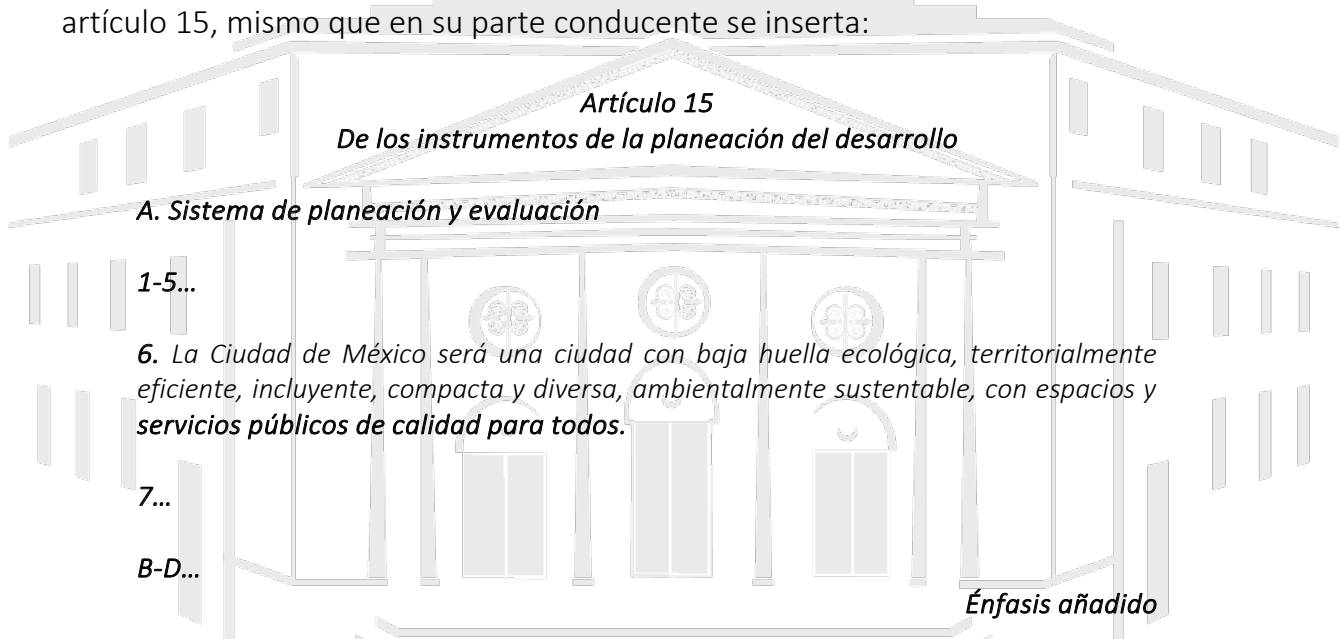 artículo 15, mismo que en su parte conducente se inserta:
Artículo 15
De los instrumentos de la planeación del desarrollo
A. Sistema de planeación y evaluación
1-5...
6. La Ciudad de México será una ciudad con baja huella ecológica, territorialmente
eficiente, incluyente, compacta y diversa, ambientalmente sustentable, con espacios y
servicios públicos de calidad para todos.
7...
B-D...
Énfasis añadido